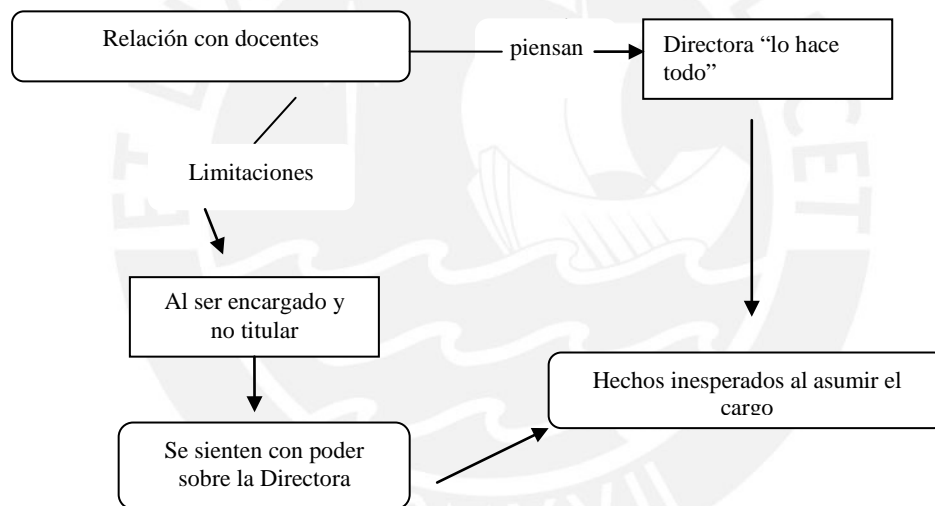 Relación con docentes
piensan
Directora “lo hace
todo”
Limitaciones
Al ser encargado y
no titular
Hechos inesperados al asumir el
cargo
Se sienten con poder
sobre la Directora